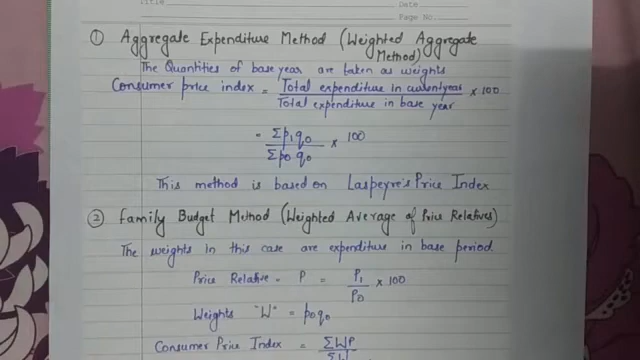 Title
Date
Page No.
① Aggregate Expenditure Method (Weighted Aggregate
Method)
The Quantities of base year are taken as weights
Consumer price index = Total expenditure in current year / Total expenditure in base year × 100
= Σp₁q₀ / Σp₀q₀ × 100
This method is based on Laspeyre's Price Index
② Family Budget Method (Weighted Average of Price Relatives)
The weights in this case are expenditure in base period.
Price Relative = P = P₁ / P₀ × 100
Weights "W" = p₀q₀
Consumer Price Index = ΣWP / ΣW